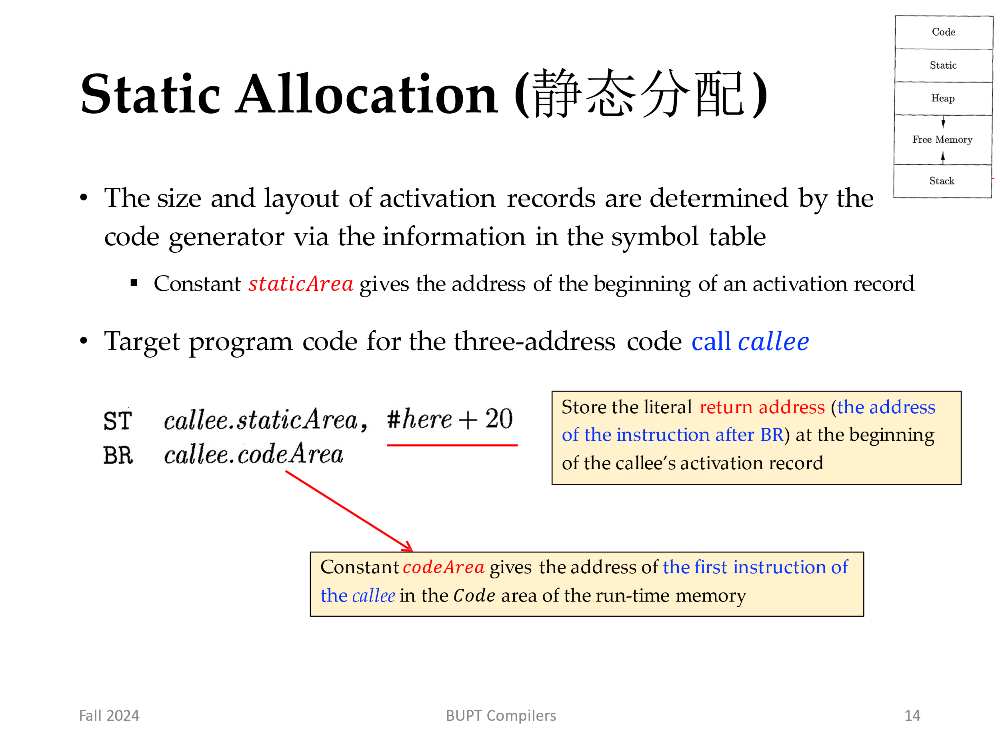 Code
Static
Heap
Free Memory
Stack
Static Allocation (静态分配)
• The size and layout of activation records are determined by the
code generator via the information in the symbol table
▪ Constant staticArea gives the address of the beginning of an activation record
• Target program code for the three-address code call callee
ST callee.staticArea, #here + 20
BR callee.codeArea
Store the literal return address (the address
of the instruction after BR) at the beginning
of the callee’s activation record
Constant codeArea gives the address of the first instruction of
the callee in the Code area of the run-time memory
Fall 2024
BUPT Compilers
14